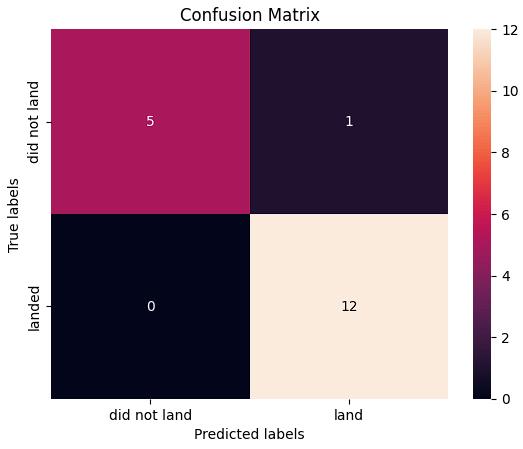 Confusion Matrix
did not land
landed
True labels
5
1
0
12
did not land
land
Predicted labels
12
10
8
6
4
2
0